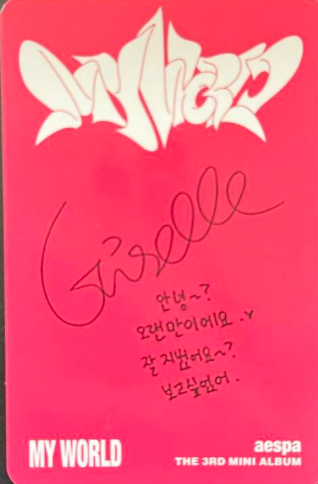 MY WORLD
Giselle
안녕~?
오랜만이에요.
잘 지냈어요~?
보고싶었어.
MY WORLD
aespa
THE 3RD MINI ALBUM